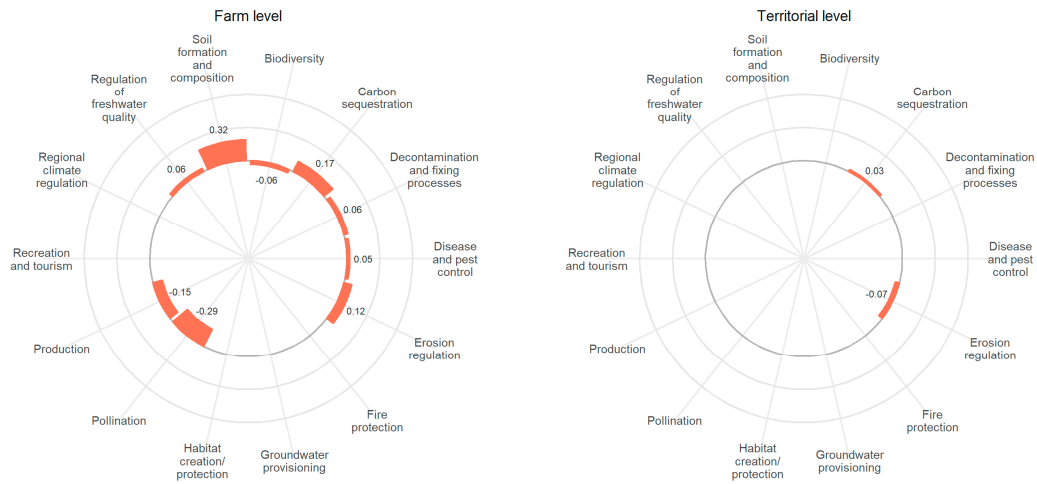 Farm level
Soil
formation
and
composition
Biodiversity
Carbon
sequestration
Decontamination
and fixing
processes
Disease
and pest
control
Erosion
regulation
Fire
protection
Groundwater
provisioning
Habitat
creation/
protection
Pollination
Production
Recreation
and tourism
Regional
climate
regulation
Regulation
of
freshwater
quality
0.32
-0.06
0.17
0.06
0.05
0.12
-0.29
-0.15
0.06
Territorial level
Soil
formation
and
composition
Biodiversity
Carbon
sequestration
Decontamination
and fixing
processes
Disease
and pest
control
Erosion
regulation
Fire
protection
Groundwater
provisioning
Habitat
creation/
protection
Pollination
Production
Recreation
and tourism
Regional
climate
regulation
Regulation
of
freshwater
quality
0.03
-0.07